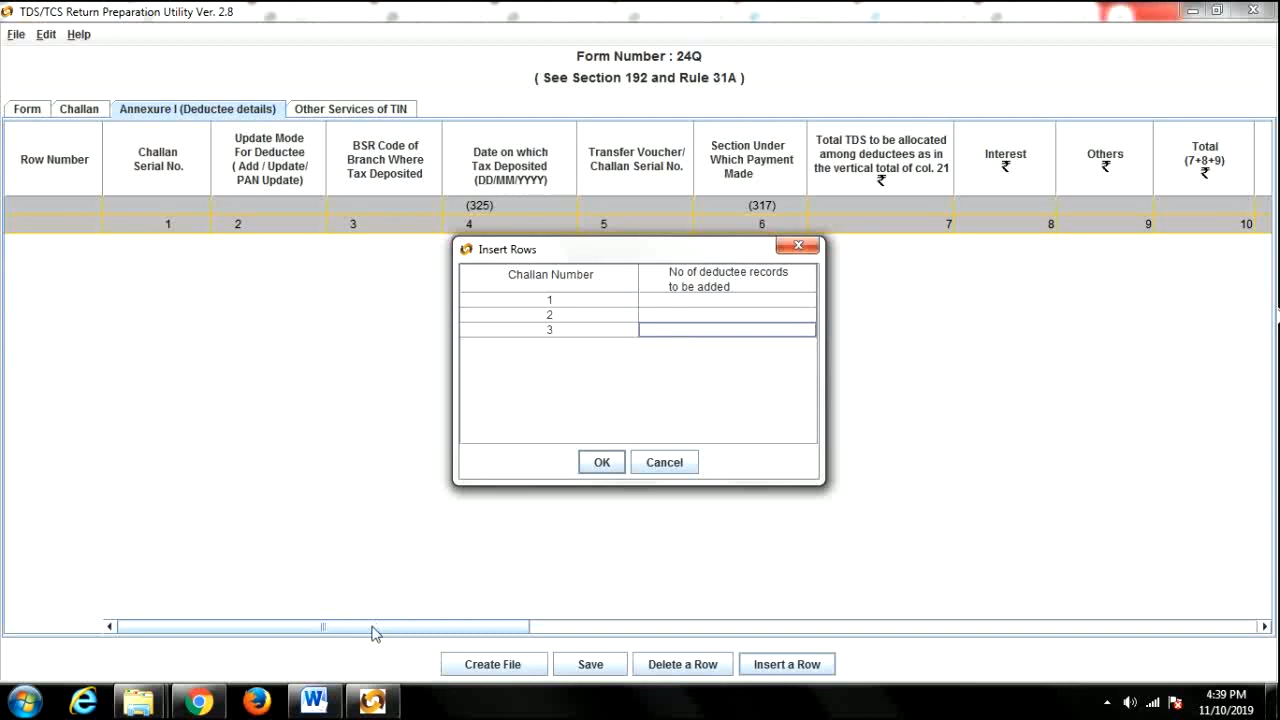 TDS/TCS Return Preparation Utility Ver. 2.8
File Edit Help
Form Number : 24Q
( See Section 192 and Rule 31A )
Form Challan Annexure I (Deductee details) Other Services of TIN
Row Number
Challan
Serial No.
Update Mode
For Deductee
( Add / Update/
PAN Update)
BSR Code of
Branch Where
Tax Deposited
Date on which
Tax Deposited
(DD/MM/YYYY)
Transfer Voucher/
Challan Serial No.
Section Under
Which Payment
Made
Total TDS to be allocated
among deductees as in
the vertical total of col. 21
₹
Interest
₹
Others
₹
Total
(7+8+9)
₹
(325) (317)
1 2 3 4 5 6 7 8 9 10
Insert Rows
Challan Number
No of deductee records
to be added
1
2
3
OK Cancel
Create File Save Delete a Row Insert a Row
4:39 PM
11/10/2019